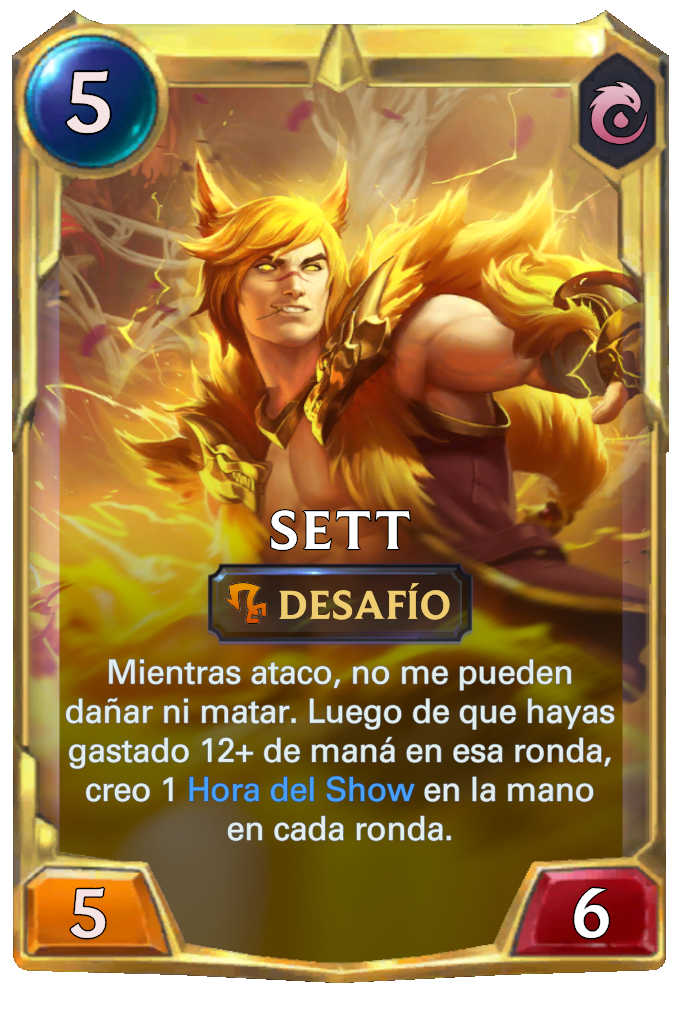 5
SETT
DESAFÍO
Mientras ataco, no me pueden
dañar ni matar. Luego de que hayas
gastado 12+ de maná en esa ronda,
creo 1 Hora del Show en la mano
en cada ronda.
5
6